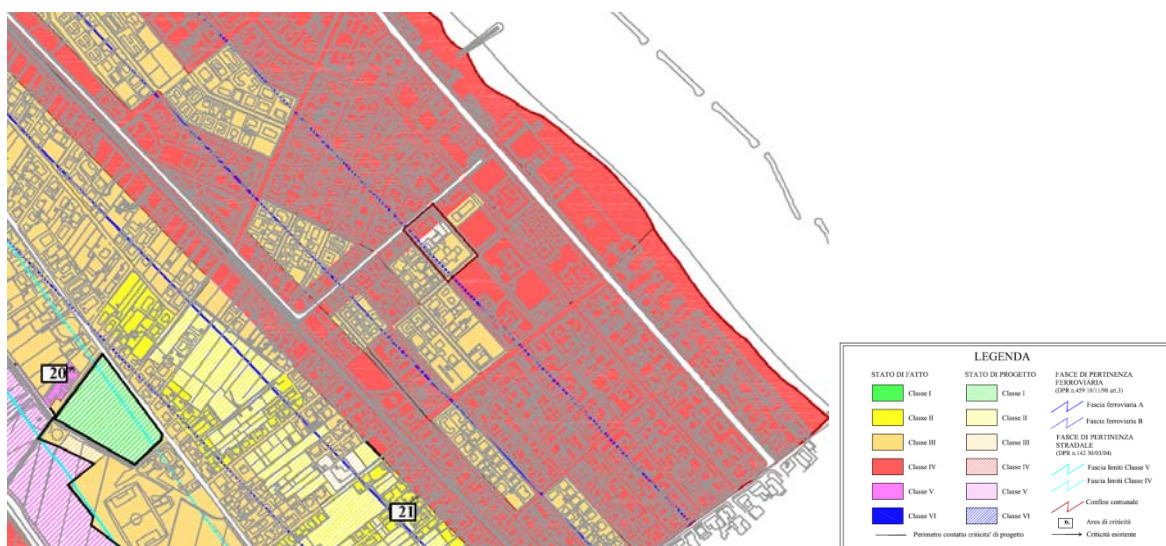 20
21
LEGENDA
STATO DI FATTO
Classe I
Classe II
Classe III
Classe IV
Classe V
Classe VI
STATO DI PROGETTO
Classe I
Classe II
Classe III
Classe IV
Classe V
Classe VI
FASCE DI PERTINENZA
FERROVIARIA
(DPR n.459 18/11/98 art.3)
Fascia ferroviaria A
Fascia ferroviaria B
FASCE DI PERTINENZA
STRADALE
(DPR n.142 30/03/04)
Fascia limiti Classe V
Fascia limiti Classe IV
Confine comunale
n. Area di criticità
Perimetro contatto criticita' di progetto
Criticità esistente